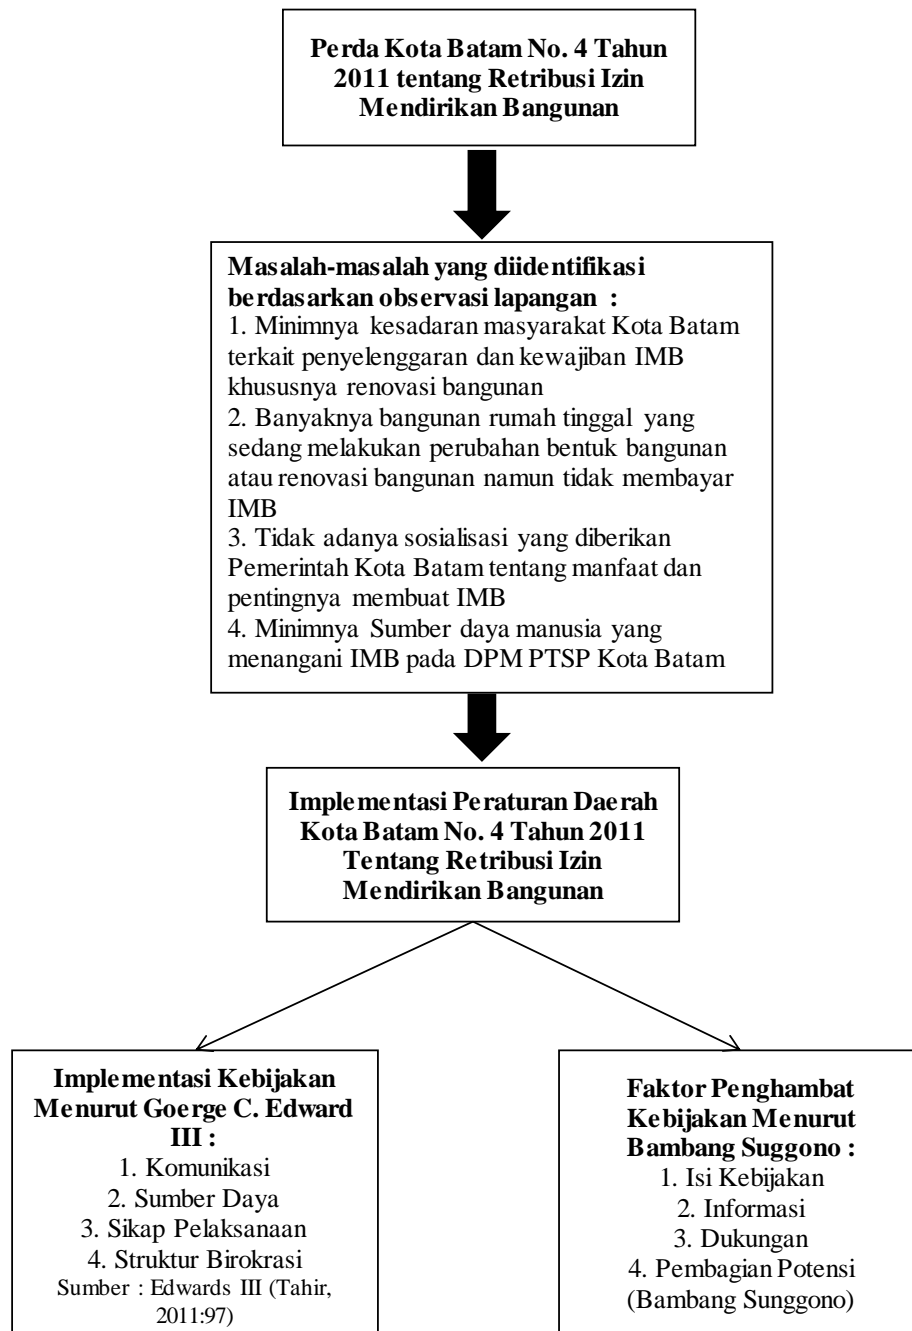 Perda Kota Batam No. 4 Tahun
2011 tentang Retribusi Izin
Mendirikan Bangunan
Masalah-masalah yang diidentifikasi
berdasarkan observasi lapangan :
1. Minimnya kesadaran masyarakat Kota Batam
terkait penyelenggaran dan kewajiban IMB
khususnya renovasi bangunan
2. Banyaknya bangunan rumah tinggal yang
sedang melakukan perubahan bentuk bangunan
atau renovasi bangunan namun tidak membayar
IMB
3. Tidak adanya sosialisasi yang diberikan
Pemerintah Kota Batam tentang manfaat dan
pentingnya membuat IMB
4. Minimnya Sumber daya manusia yang
menangani IMB pada DPM PTSP Kota Batam
Implementasi Peraturan Daerah
Kota Batam No. 4 Tahun 2011
Tentang Retribusi Izin
Mendirikan Bangunan
Implementasi Kebijakan
Menurut Goerge C. Edward
III :
1. Komunikasi
2. Sumber Daya
3. Sikap Pelaksanaan
4. Struktur Birokrasi
Sumber : Edwards III (Tahir,
2011:97)
Faktor Penghambat
Kebijakan Menurut
Bambang Suggono :
1. Isi Kebijakan
2. Informasi
3. Dukungan
4. Pembagian Potensi
(Bambang Sunggono)